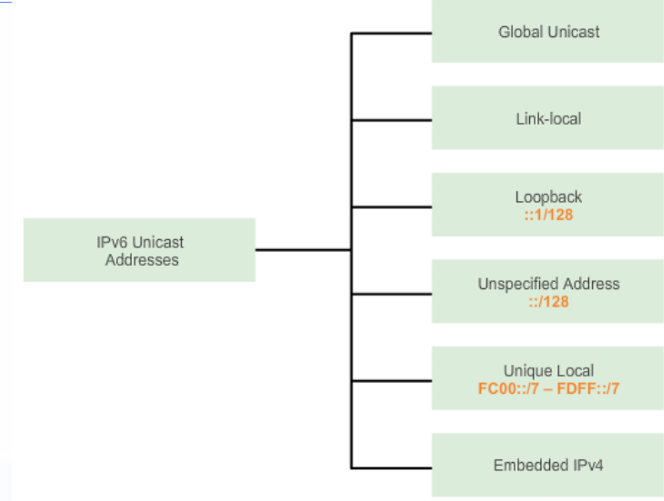 Global Unicast
Link-local
Loopback
::1/128
IPv6 Unicast
Addresses
Unspecified Address
::/128
Unique Local
FC00::/7 – FDFF::/7
Embedded IPv4